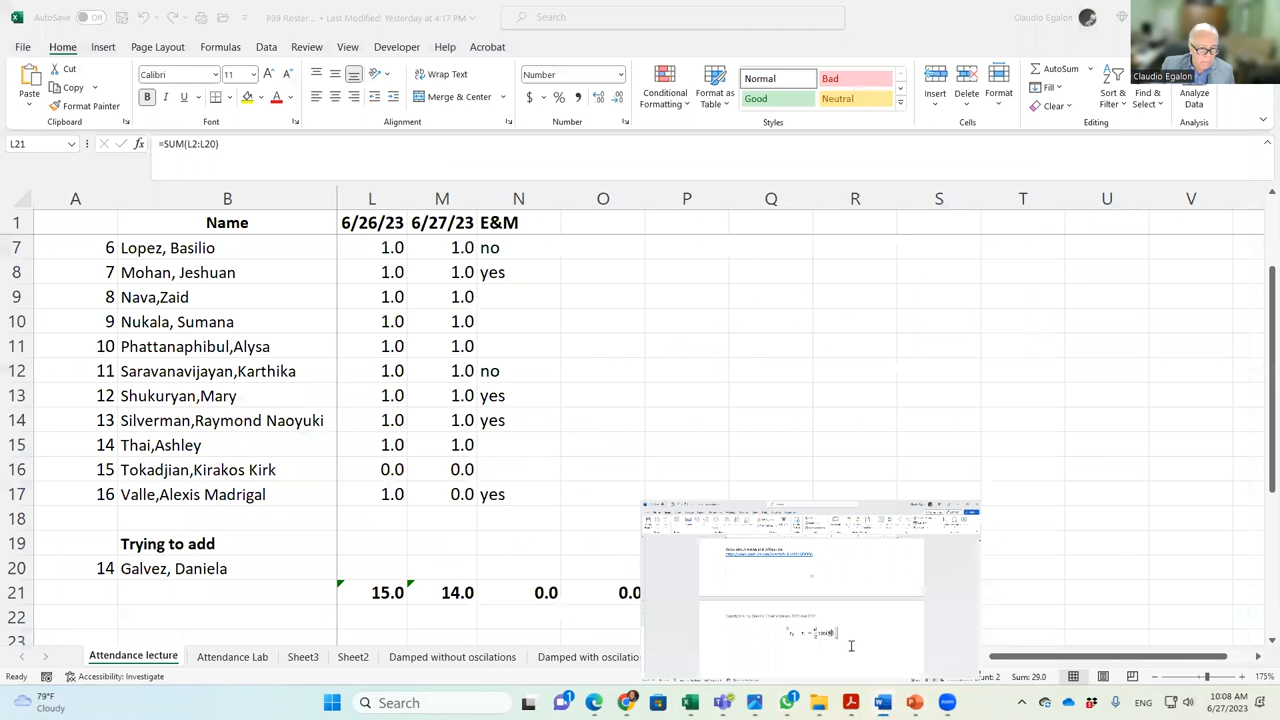 AutoSave Off P39 Roster... • Last Modified: Yesterday at 4:17 PM Search Claudio Egalon
File Home Insert Page Layout Formulas Data Review View Developer Help Acrobat
Claudio Egalon
Paste Cut Copy Format Painter Clipboard
Calibri 11 B I U A Font
Wrap Text Merge & Center Alignment
Number $ % Number
Conditional Formatting Format as Table Normal Bad Good Neutral Styles
Insert Delete Format Cells
AutoSum Fill Clear Sort & Filter Find & Select Editing
Analyze Data Analysis
L21 fx =SUM(L2:L20)
A B L M N O P Q R S T U V
1 Name 6/26/23 6/27/23 E&M
7 6 Lopez, Basilio 1.0 1.0 no
8 7 Mohan, Jeshuan 1.0 1.0 yes
9 8 Nava,Zaid 1.0 1.0
10 9 Nukala, Sumana 1.0 1.0
11 10 Phattanaphibul,Alysa 1.0 1.0
12 11 Saravanavijayan,Karthika 1.0 1.0 no
13 12 Shukuryan,Mary 1.0 1.0 yes
14 13 Silverman,Raymond Naoyuki 1.0 1.0 yes
15 14 Thai,Ashley 1.0 1.0
16 15 Tokadjian,Kirakos Kirk 0.0 0.0
17 16 Valle,Alexis Madrigal 1.0 0.0 yes
18
19 Trying to add
20 14 Galvez, Daniela
21 15.0 14.0 0.0 0.0
23
Attendance lecture Attendance Lab Sheet3 Sheet2 Damped without oscilations Damped with oscilatio
Ready Accessibility: Investigate Count: 2 Sum: 29.0 175%
79°F
Cloudy
Search
ENG
10:08 AM
6/27/2023